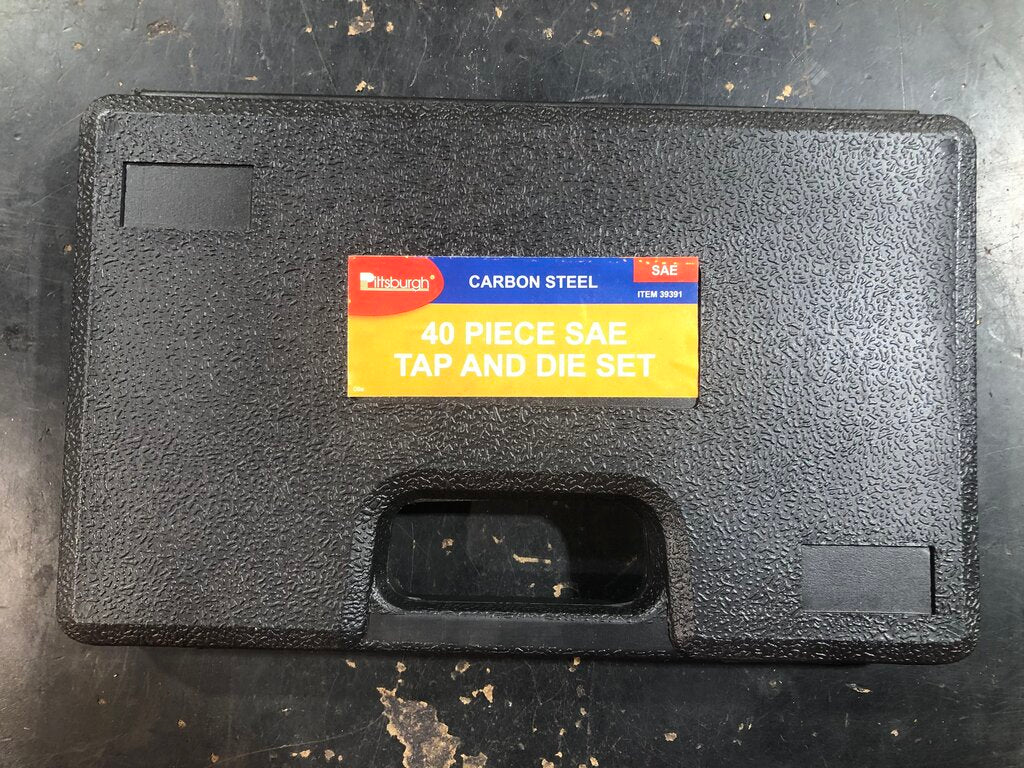 Pittsburgh®
CARBON STEEL
SAE
ITEM 39391
40 PIECE SAE
TAP AND DIE SET